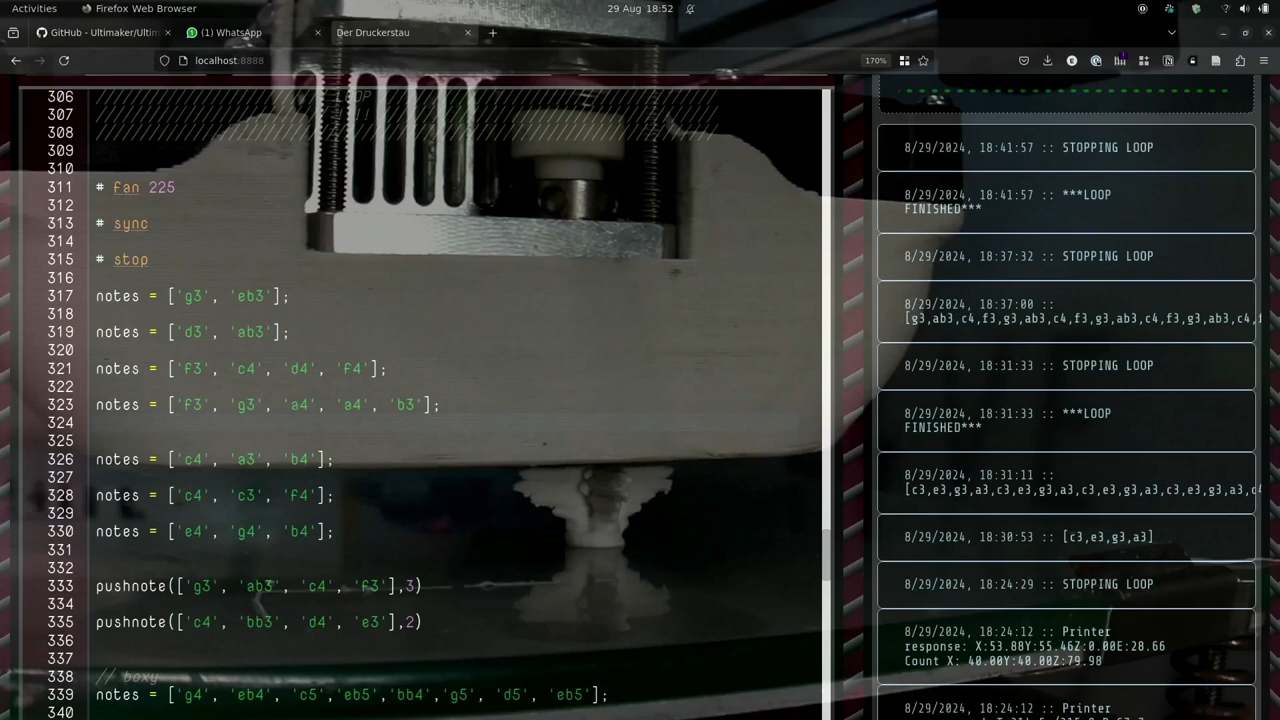 Activities
Firefox Web Browser
29 Aug 18:52
GitHub - Ultimaker/Ultim
(1) WhatsApp
Der Druckerstau
localhost:8888
170%
306
307
308
309
310
311 # fan 225
312
313 # sync
314
315 # stop
316
317 notes = ['g3', 'eb3'];
318
319 notes = ['d3', 'ab3'];
320
321 notes = ['f3', 'c4', 'd4', 'f4'];
322
323 notes = ['f3', 'g3', 'a4', 'a4', 'b3'];
324
325
326 notes = ['c4', 'a3', 'b4'];
327
328 notes = ['c4', 'c3', 'f4'];
329
330 notes = ['e4', 'g4', 'b4'];
331
332
333 pushnote(['g3', 'ab3', 'c4', 'f3'],3)
334
335 pushnote(['c4', 'bb3', 'd4', 'e3'],2)
336
337
338 // boxy
339 notes = ['g4', 'eb4', 'c5','eb5','bb4','g5', 'd5', 'eb5'];
340
8/29/2024, 18:41:57 :: STOPPING LOOP
8/29/2024, 18:41:57 :: ***LOOP
FINISHED***
8/29/2024, 18:37:32 :: STOPPING LOOP
8/29/2024, 18:37:00 ::
[g3,ab3,c4,f3,g3,ab3,c4,f3,g3,ab3,c4,f3,g3,ab3,c4,f
8/29/2024, 18:31:33 :: STOPPING LOOP
8/29/2024, 18:31:33 :: ***LOOP
FINISHED***
8/29/2024, 18:31:11 ::
[c3,e3,g3,a3,c3,e3,g3,a3,c3,e3,g3,a3,c3,e3,g3,a3,c
8/29/2024, 18:30:53 :: [c3,e3,g3,a3]
8/29/2024, 18:24:29 :: STOPPING LOOP
8/29/2024, 18:24:12 :: Printer
response: X:53.88Y:55.46Z:0.00E:28.66
Count X: 40.00Y:40.00Z:79.98
8/29/2024, 18:24:12 :: Printer